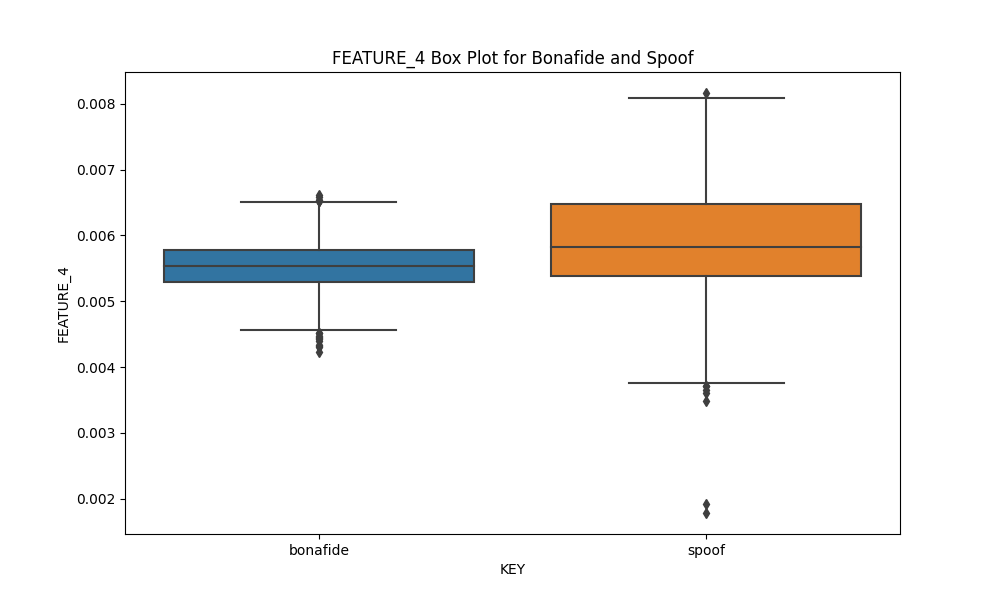 FEATURE_4 Box Plot for Bonafide and Spoof
FEATURE_4
0.008
0.007
0.006
0.005
0.004
0.003
0.002
bonafide
spoof
KEY